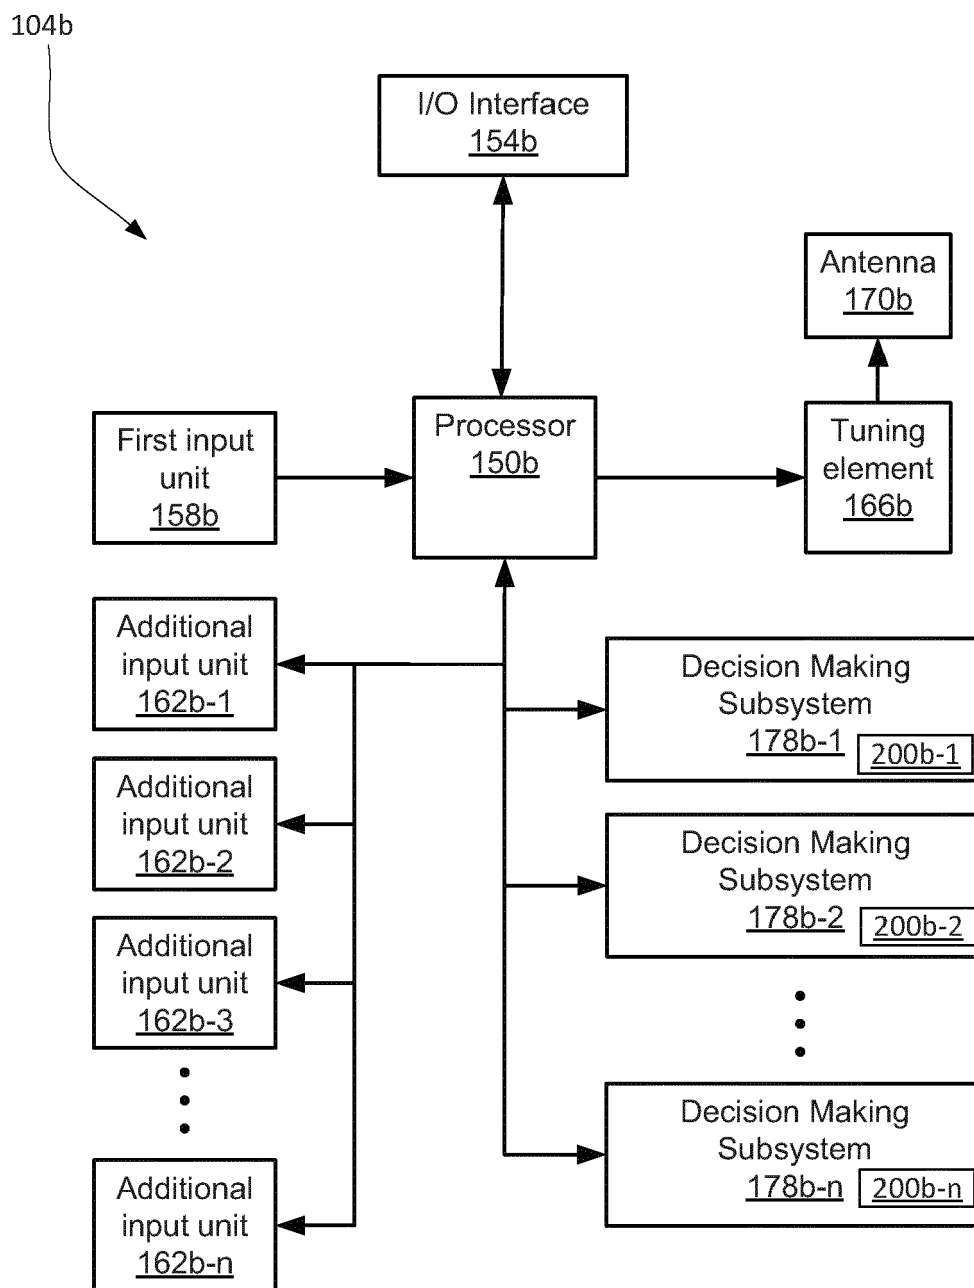 104b
I/O Interface
154b
Antenna
170b
First input
unit
158b
Processor
150b
Tuning
element
166b
Additional
input unit
162b-1
Decision Making
Subsystem
178b-1
200b-1
Additional
input unit
162b-2
Decision Making
Subsystem
178b-2
200b-2
Additional
input unit
162b-3
Additional
input unit
162b-n
Decision Making
Subsystem
178b-n
200b-n